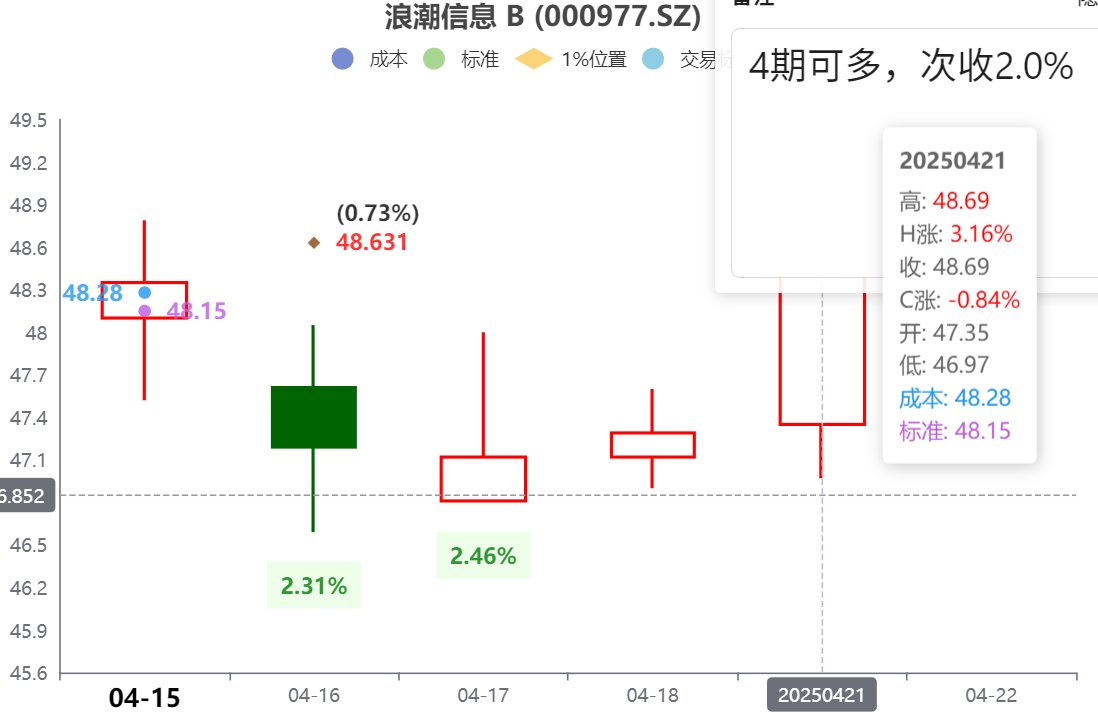 浪潮信息 B (000977.SZ)
成本 标准 1%位置
4期可多，次收2.0%
49.5
49.2
48.9
48.6
48.3
48
47.7
47.4
47.1
6.852
46.5
46.2
45.9
45.6
(0.73%)
48.631
48.28
48.15
2.31%
2.46%
20250421
高: 48.69
H涨: 3.16%
收: 48.69
C涨: -0.84%
开: 47.35
低: 46.97
成本: 48.28
标准: 48.15
04-15 04-16 04-17 04-18 20250421 04-22